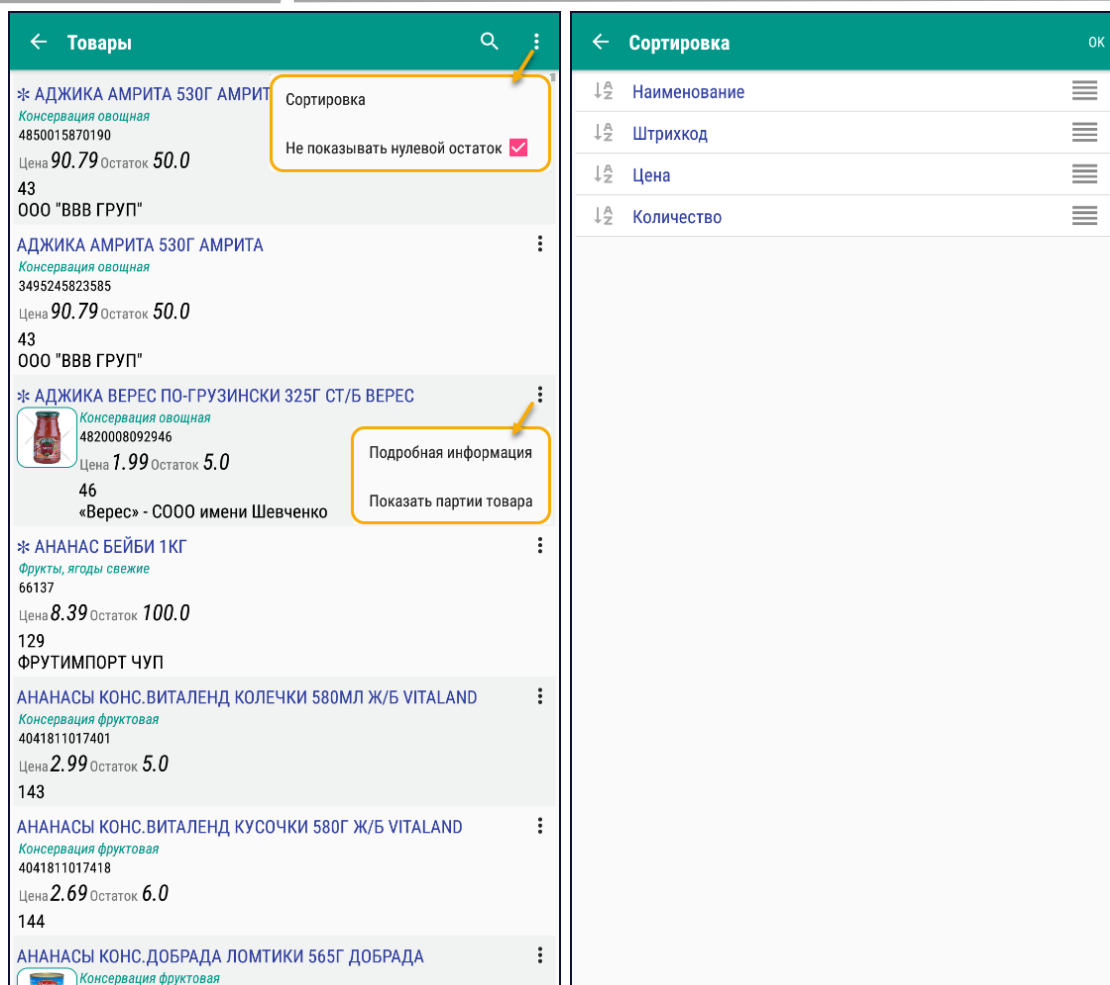 Товары
* АДЖИКА АМРИТА 530Г АМРИТ
Консервация овощная
4850015870190
Цена 90.79 Остаток 50.0
43
ООО "ВВВ ГРУП"
Сортировка
Не показывать нулевой остаток
АДЖИКА АМРИТА 530Г АМРИТА
Консервация овощная
3495245823585
Цена 90.79 Остаток 50.0
43
ООО "ВВВ ГРУП"
* АДЖИКА ВЕРЕС ПО-ГРУЗИНСКИ 325Г СТ/Б ВЕРЕС
Консервация овощная
4820008092946
Цена 1.99 Остаток 5.0
46
«Верес» - СООО имени Шевченко
Подробная информация
Показать партии товара
* АНАНАС БЕЙБИ 1КГ
Фрукты, ягоды свежие
66137
Цена 8.39 Остаток 100.0
129
ФРУТИМПОРТ ЧУП
АНАНАСЫ КОНС.ВИТАЛЕНД КОЛЕЧКИ 580МЛ Ж/Б VITALAND
Консервация фруктовая
4041811017401
Цена 2.99 Остаток 5.0
143
АНАНАСЫ КОНС.ВИТАЛЕНД КУСОЧКИ 580Г Ж/Б VITALAND
Консервация фруктовая
4041811017418
Цена 2.69 Остаток 6.0
144
АНАНАСЫ КОНС.ДОБРАДА ЛОМТИКИ 565Г ДОБРАДА
Консервация фруктовая
Сортировка
ОК
Наименование
Штрихкод
Цена
Количество